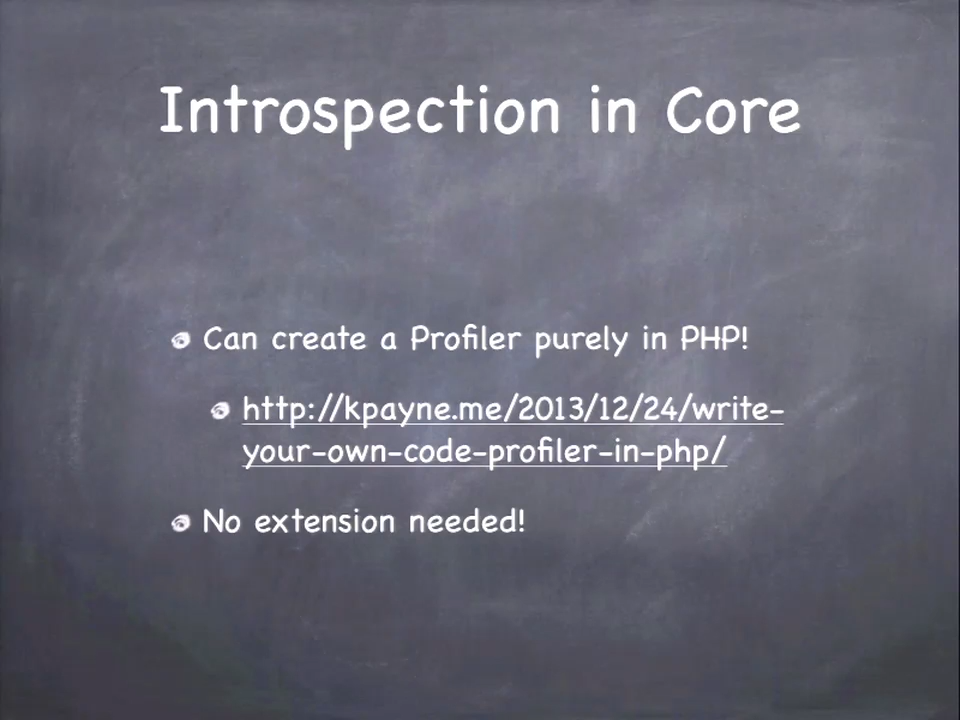 Introspection in Core
Can create a Profiler purely in PHP!
http://kpayne.me/2013/12/24/write-
your-own-code-profiler-in-php/
No extension needed!